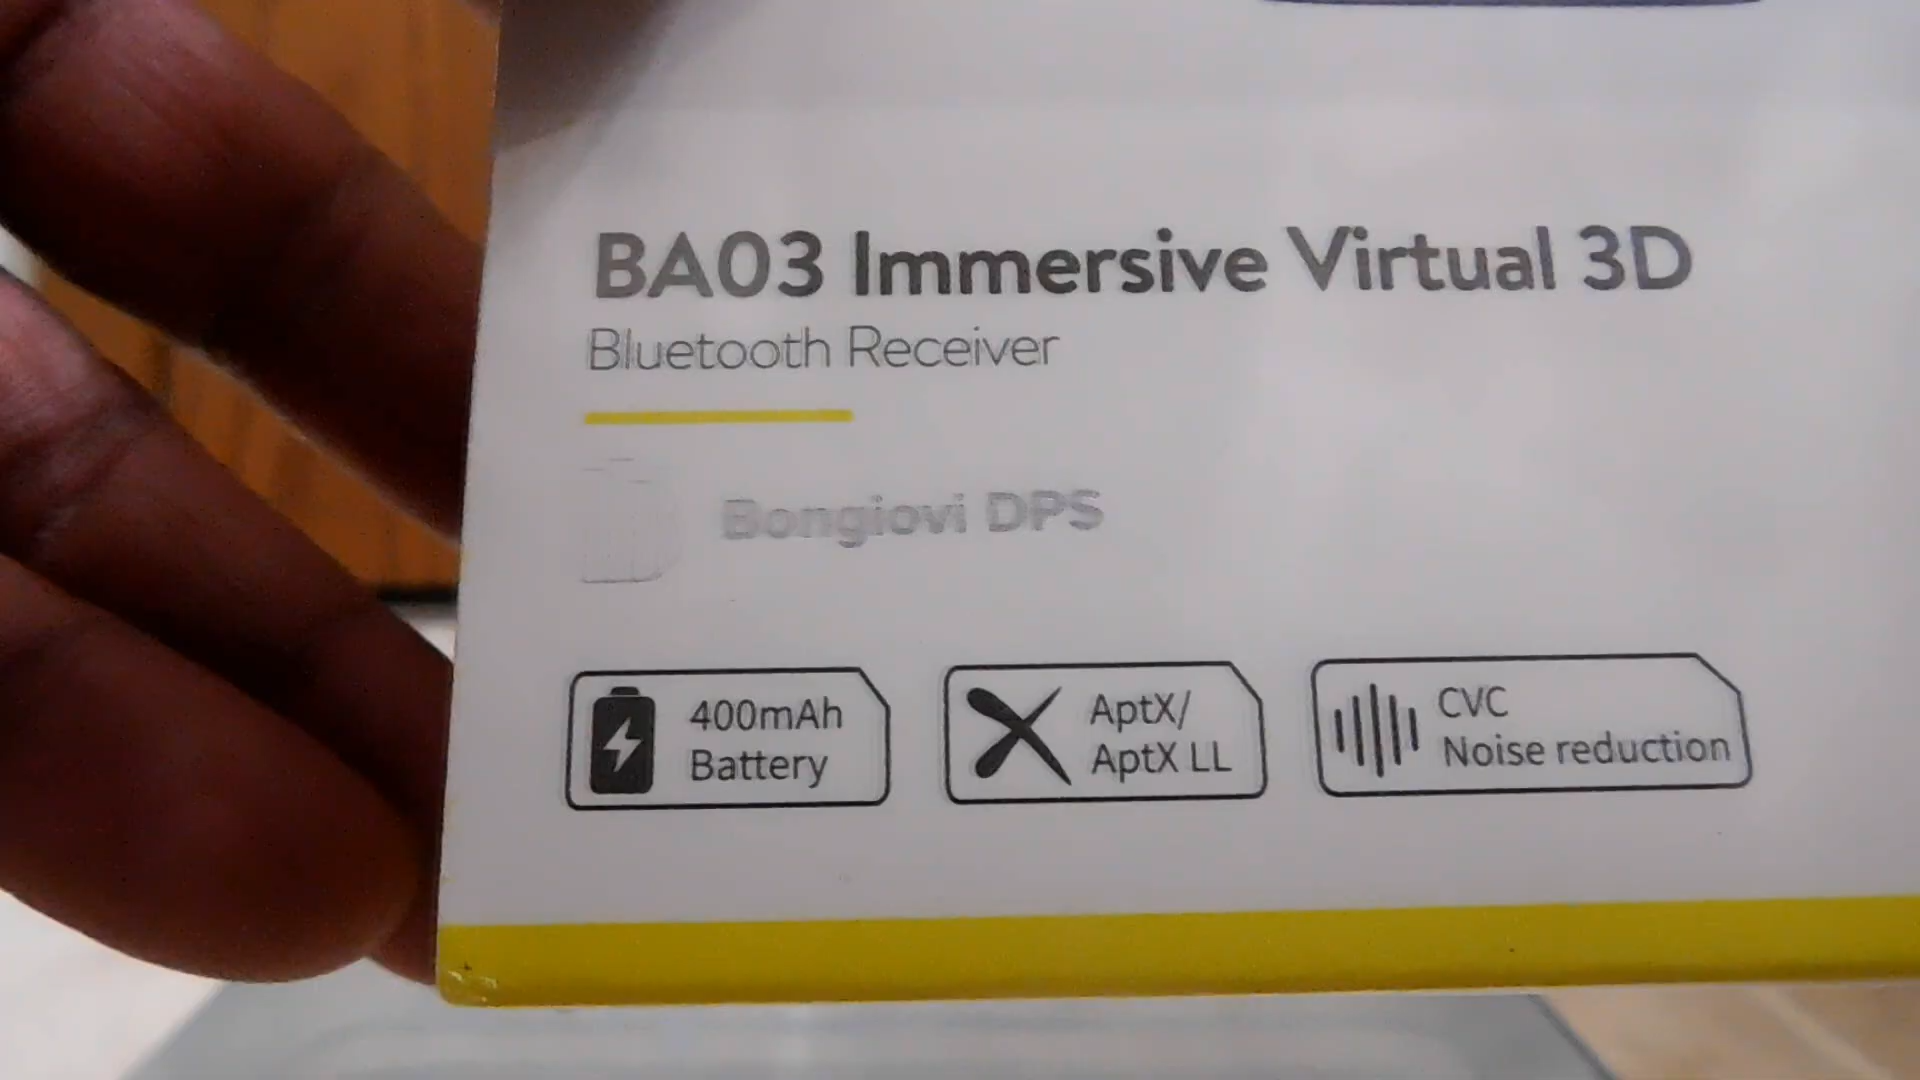 BA03 Immersive Virtual 3D
Bluetooth Receiver
Bongiovi DPS
400mAh
Battery
AptX/
AptX LL
CVC
Noise reduction